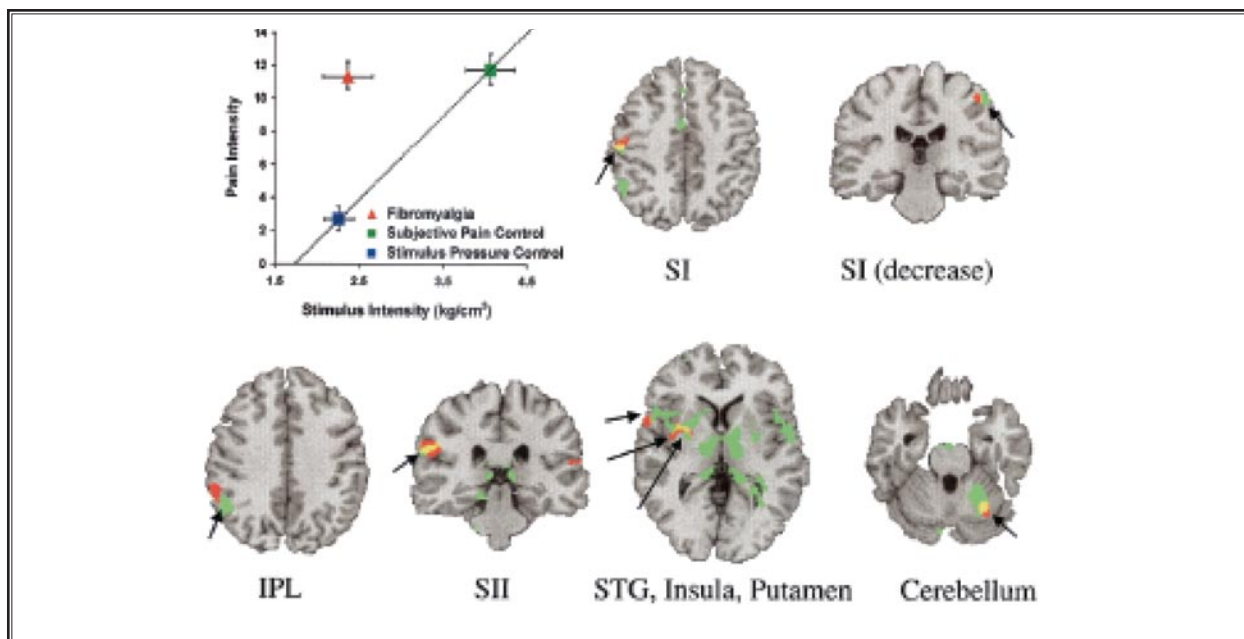 14
12
10
8
6
4
2
0
Pain Intensity
Fibromyalgia
Subjective Pain Control
Stimulus Pressure Control
1.5 2.5 3.5 4.5
Stimulus Intensity (kg/cm²)
SI
SI (decrease)
IPL
SII
STG, Insula, Putamen
Cerebellum